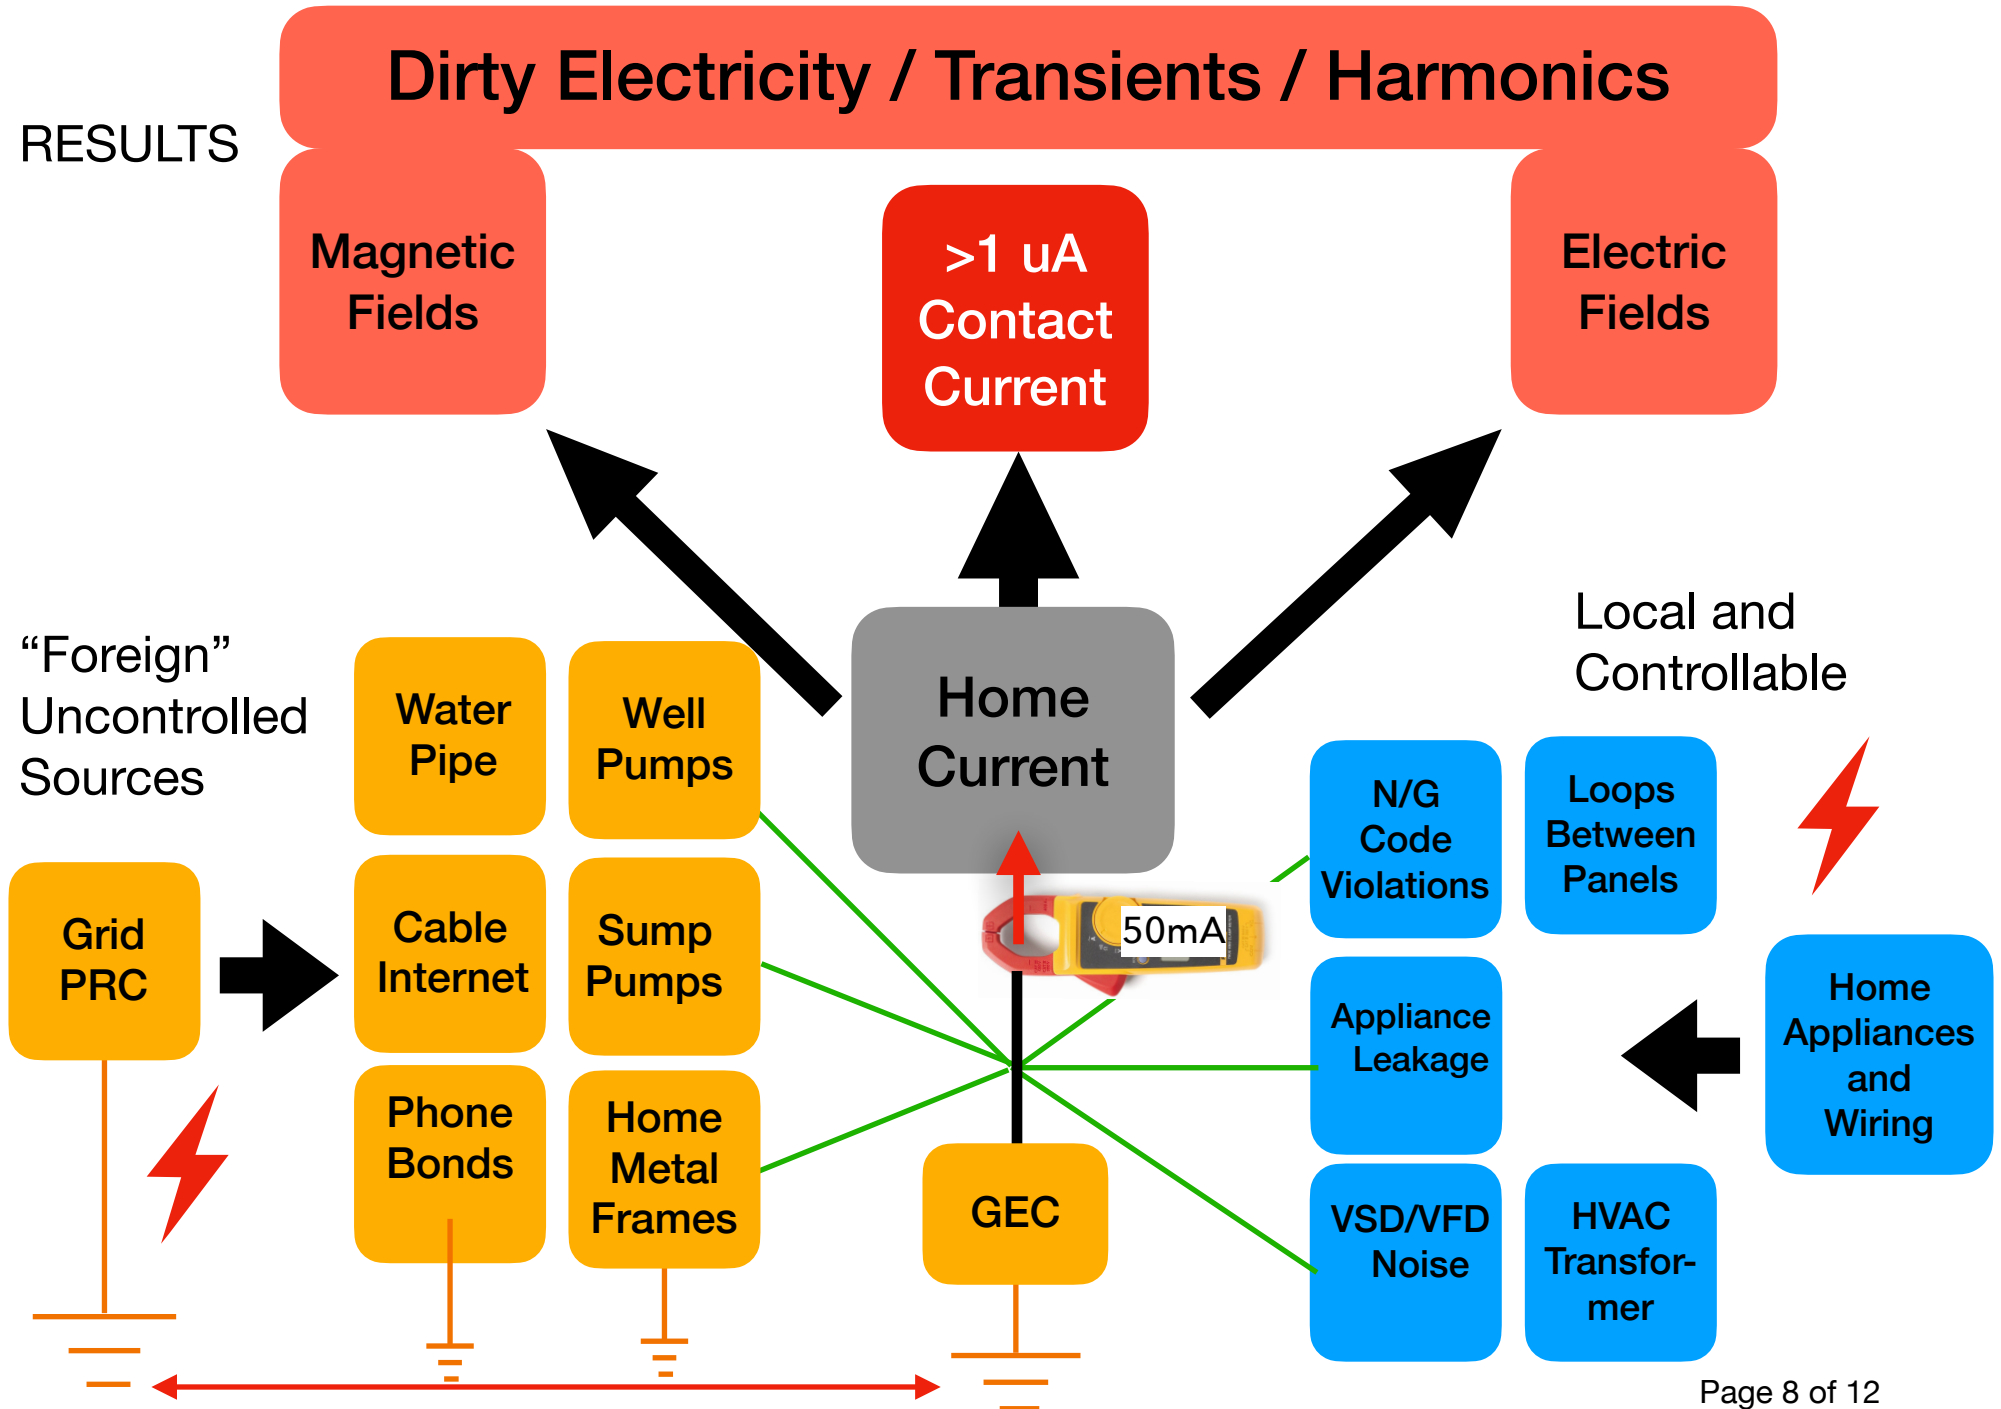 Dirty Electricity / Transients / Harmonics
RESULTS
Magnetic
Fields
>1 uA
Contact
Current
Electric
Fields
“Foreign”
Uncontrolled
Sources
Water
Pipe
Well
Pumps
Home
Current
Local and
Controllable
N/G
Code
Violations
Loops
Between
Panels
Grid
PRC
Cable
Internet
Sump
Pumps
50mA
Appliance
Leakage
Home
Appliances
and
Wiring
Phone
Bonds
Home
Metal
Frames
GEC
VSD/VFD
Noise
HVAC
Transfor-
mer
Page 8 of 12